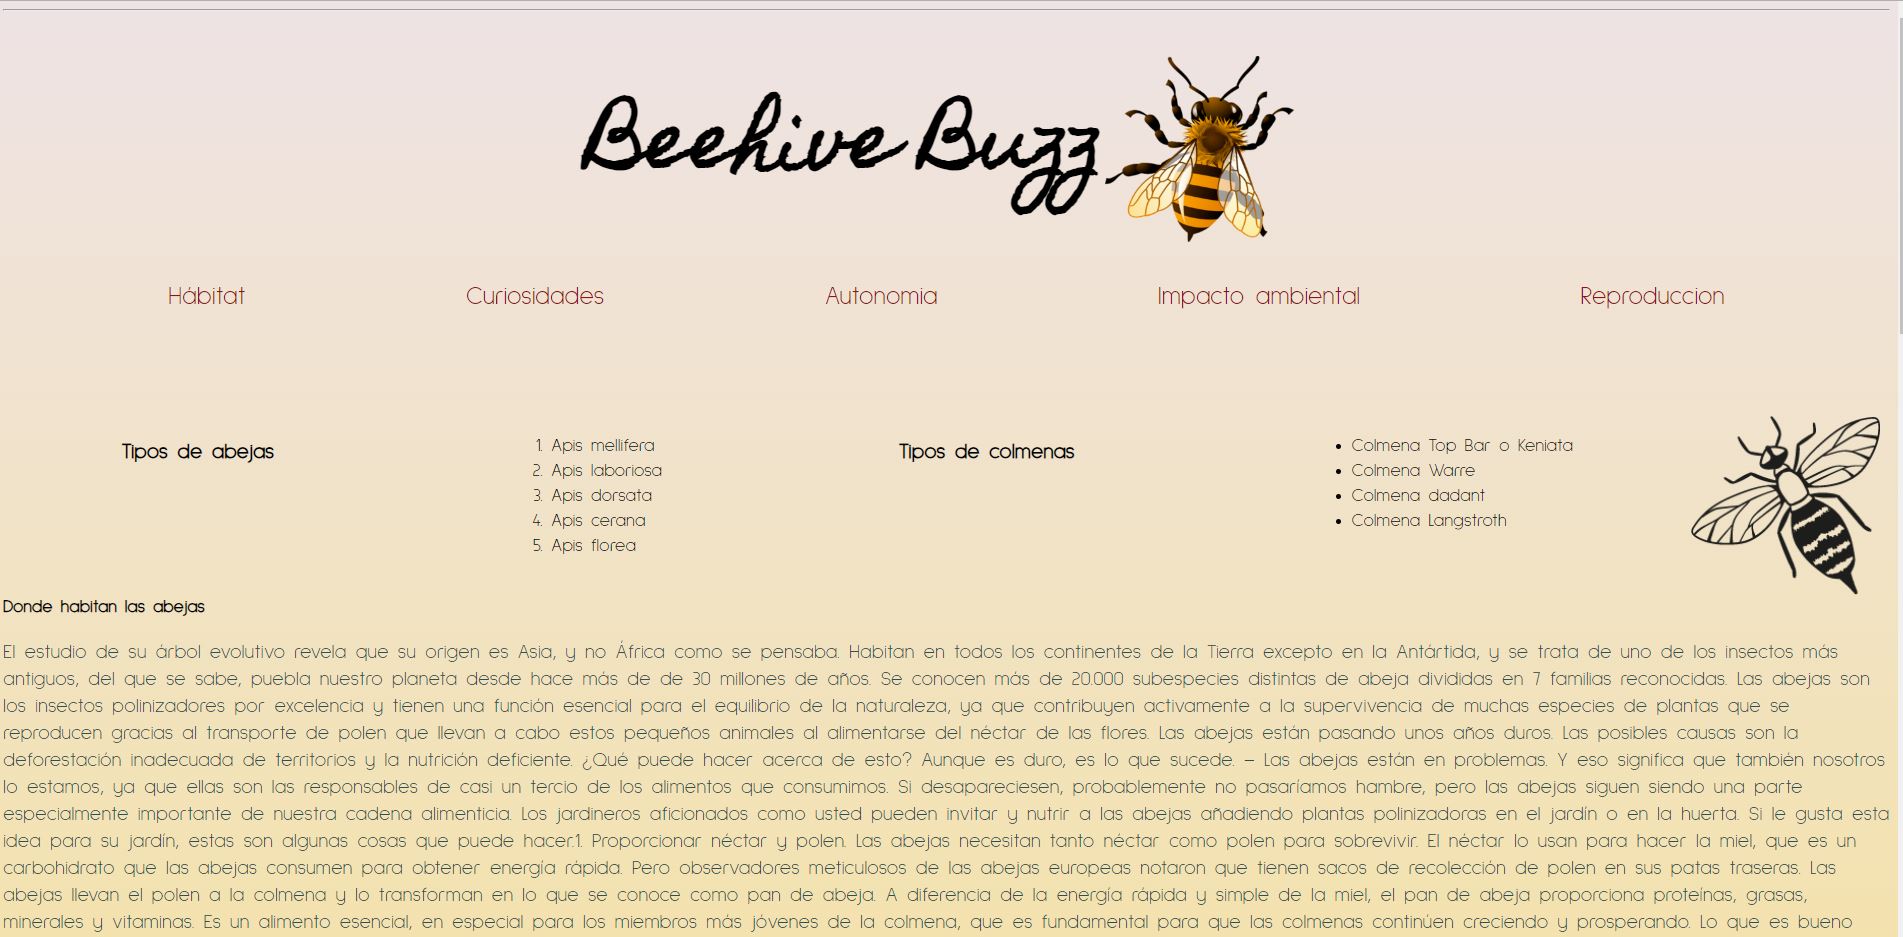 Beehive Buzz
Hábitat Curiosidades Autonomia Impacto ambiental Reproduccion
Tipos de abejas
1. Apis mellifera
2. Apis laboriosa
3. Apis dorsata
4. Apis cerana
5. Apis florea
Tipos de colmenas
• Colmena Top Bar o Keniata
• Colmena Warre
• Colmena dadant
• Colmena Langstroth
Donde habitan las abejas
El estudio de su árbol evolutivo revela que su origen es Asia, y no África como se pensaba. Habitan en todos los continentes de la Tierra excepto en la Antártida, y se trata de uno de los insectos más
antiguos, del que se sabe, puebla nuestro planeta desde hace más de de 30 millones de años. Se conocen más de 20.000 subespecies distintas de abeja divididas en 7 familias reconocidas. Las abejas son
los insectos polinizadores por excelencia y tienen una función esencial para el equilibrio de la naturaleza, ya que contribuyen activamente a la supervivencia de muchas especies de plantas que se
reproducen gracias al transporte de polen que llevan a cabo estos pequeños animales al alimentarse del néctar de las flores. Las abejas están pasando unos años duros. Las posibles causas son la
deforestación inadecuada de territorios y la nutrición deficiente. ¿Qué puede hacer acerca de esto? Aunque es duro, es lo que sucede. – Las abejas están en problemas. Y eso significa que también nosotros
lo estamos, ya que ellas son las responsables de casi un tercio de los alimentos que consumimos. Si desapareciesen, probablemente no pasaríamos hambre, pero las abejas siguen siendo una parte
especialmente importante de nuestra cadena alimenticia. Los jardineros aficionados como usted pueden invitar y nutrir a las abejas añadiendo plantas polinizadoras en el jardín o en la huerta. Si le gusta esta
idea para su jardín, estas son algunas cosas que puede hacer.1. Proporcionar néctar y polen. Las abejas necesitan tanto néctar como polen para sobrevivir. El néctar lo usan para hacer la miel, que es un
carbohidrato que las abejas consumen para obtener energía rápida. Pero observadores meticulosos de las abejas europeas notaron que tienen sacos de recolección de polen en sus patas traseras. Las
abejas llevan el polen a la colmena y lo transforman en lo que se conoce como pan de abeja. A diferencia de la energía rápida y simple de la miel, el pan de abeja proporciona proteínas, grasas,
minerales y vitaminas. Es un alimento esencial, en especial para los miembros más jóvenes de la colmena, que es fundamental para que las colmenas continúen creciendo y prosperando. Lo que es bueno